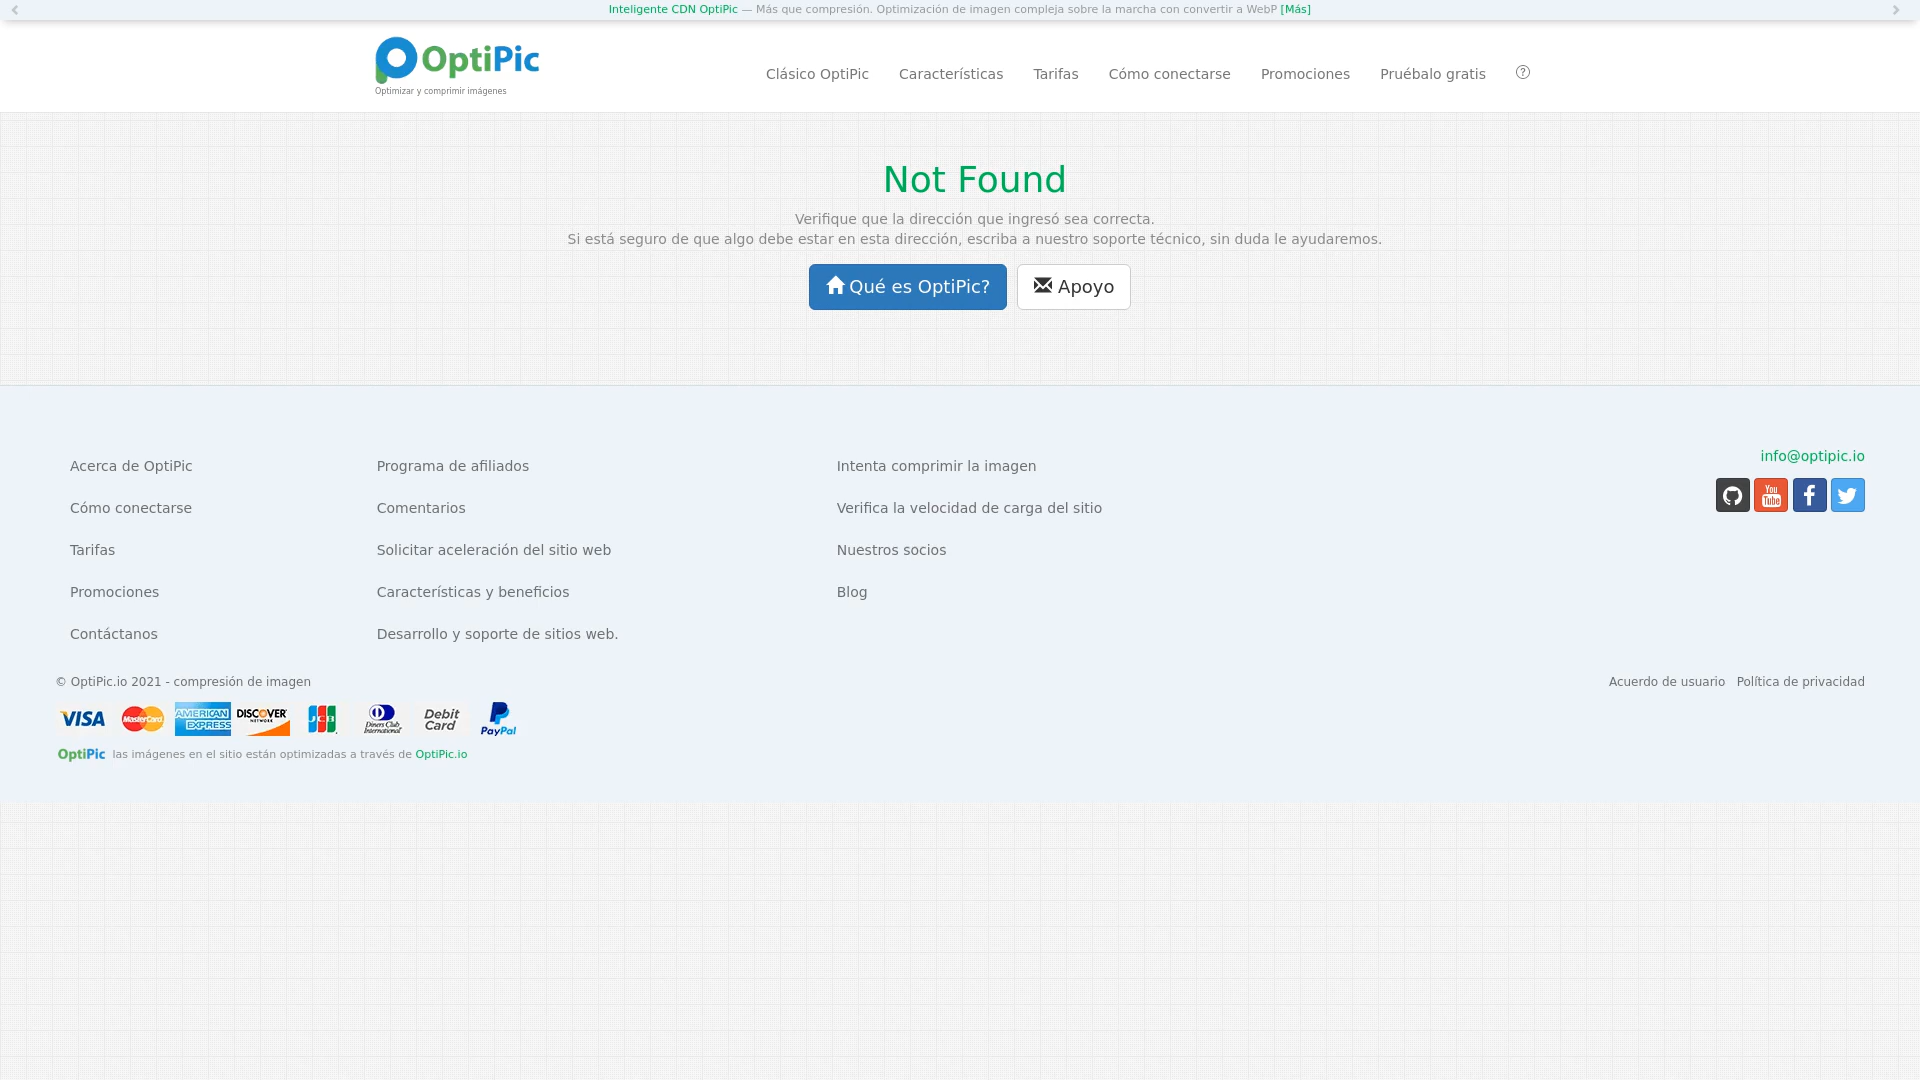 Inteligente CDN OptiPic — Más que compresión. Optimización de imagen compleja sobre la marcha con convertir a WebP [Más]
OptiPic
Optimizar y comprimir imágenes
Clásico OptiPic Características Tarifas Cómo conectarse Promociones Pruébalo gratis ?
Not Found
Verifique que la dirección que ingresó sea correcta.
Si está seguro de que algo debe estar en esta dirección, escriba a nuestro soporte técnico, sin duda le ayudaremos.
Qué es OptiPic? Apoyo
Acerca de OptiPic
Cómo conectarse
Tarifas
Promociones
Contáctanos
Programa de afiliados
Comentarios
Solicitar aceleración del sitio web
Características y beneficios
Desarrollo y soporte de sitios web.
Intenta comprimir la imagen
Verifica la velocidad de carga del sitio
Nuestros socios
Blog
info@optipic.io
You Tube
© OptiPic.io 2021 - compresión de imagen
Acuerdo de usuario Política de privacidad
VISA MasterCard AMERICAN EXPRESS DISCOVER NETWORK JCB Diners Club International Debit Card PayPal
OptiPic las imágenes en el sitio están optimizadas a través de OptiPic.io